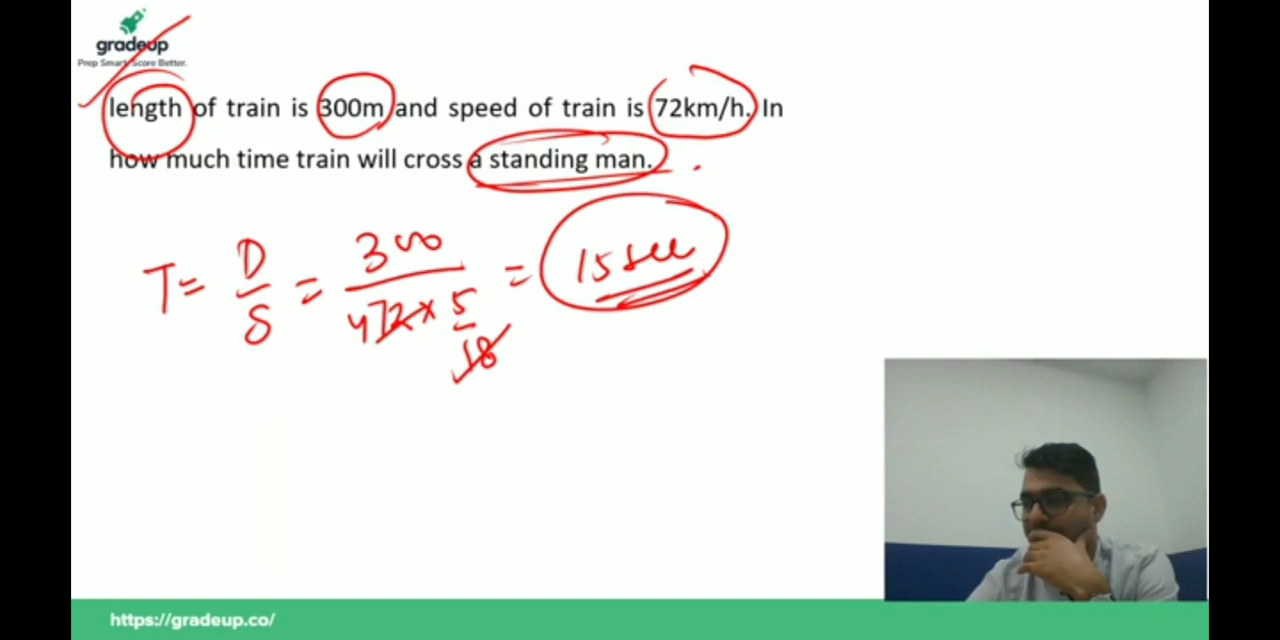 gradeup
Prep Smart. Score Better.
length of train is 300m and speed of train is 72km/h. In
how much time train will cross a standing man.
T = D/S = 300/(4 72 × 5/18) = 15 sec
https://gradeup.co/